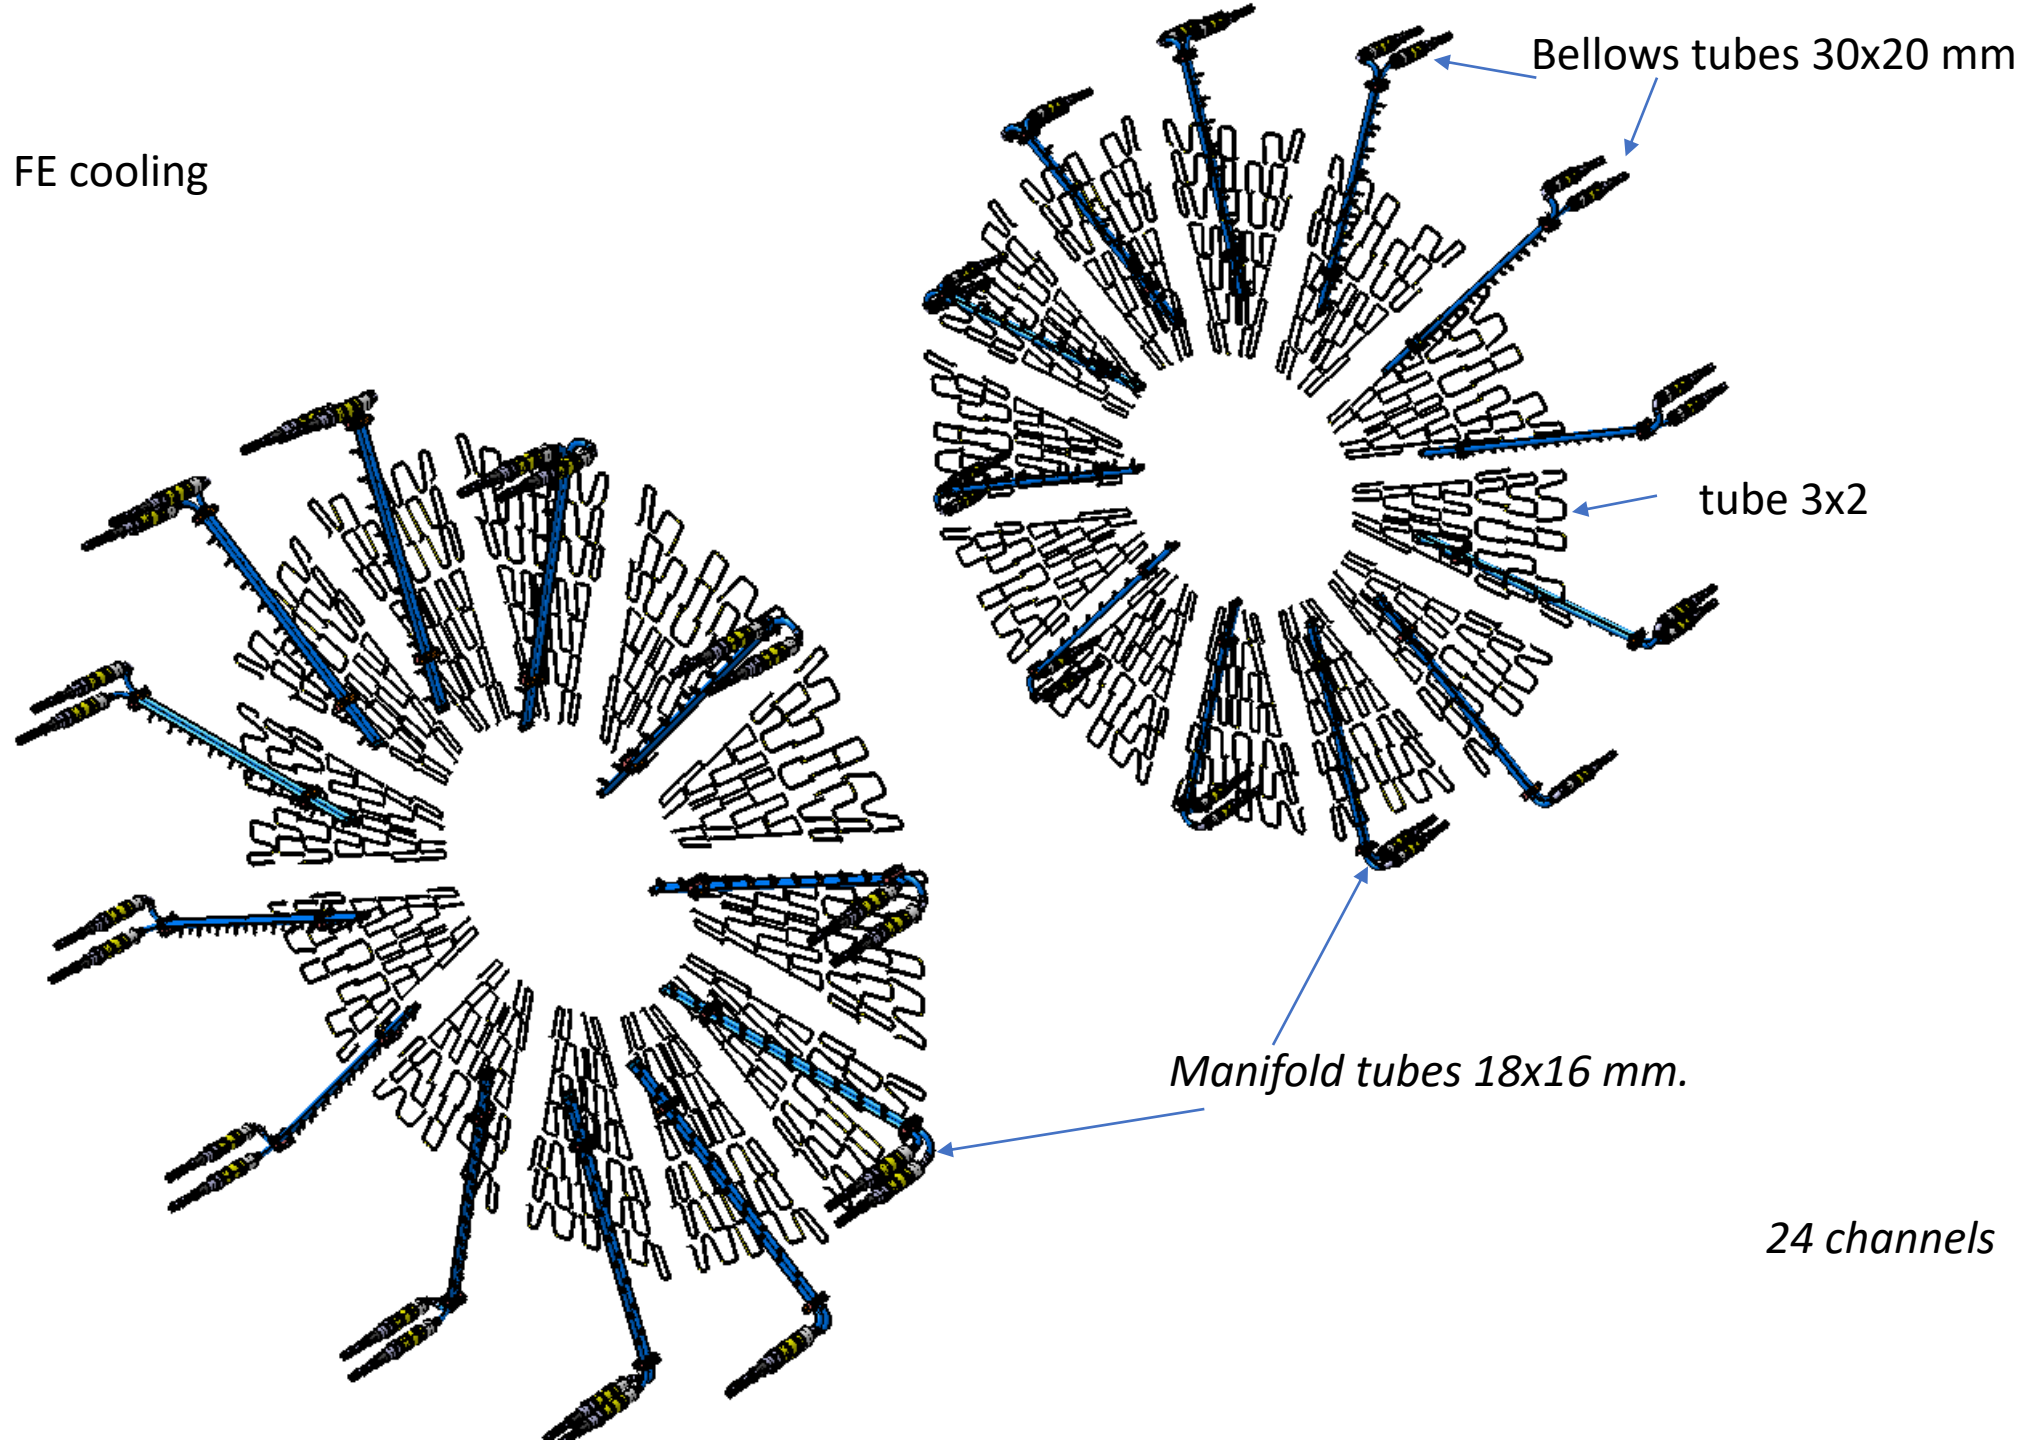 Bellows tubes 30x20 mm
FE cooling
tube 3x2
Manifold tubes 18x16 mm.
24 channels